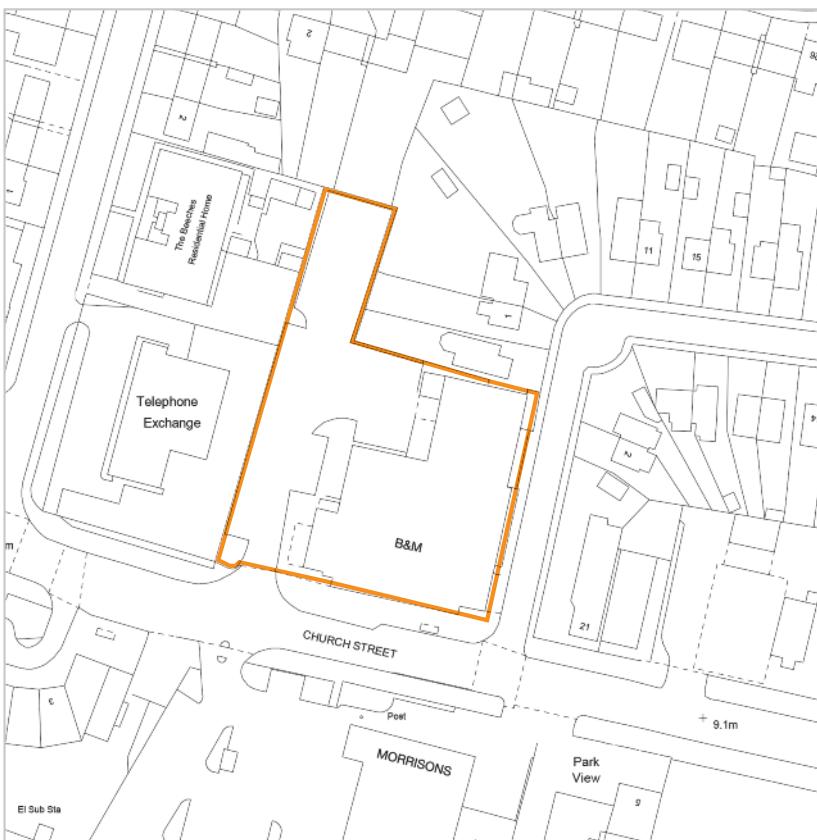 2
2
The Beeches
Residential Home
1
11
15
1
Telephone
Exchange
2
B&M
m
21
CHURCH STREET
3
Post
9.1m
MORRISONS
Park
View
El Sub Sta